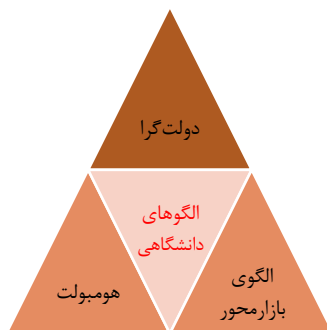 دولت‌گرا
الگوهای
دانشگاهی
الگوی
بازارمحور
هومبولت